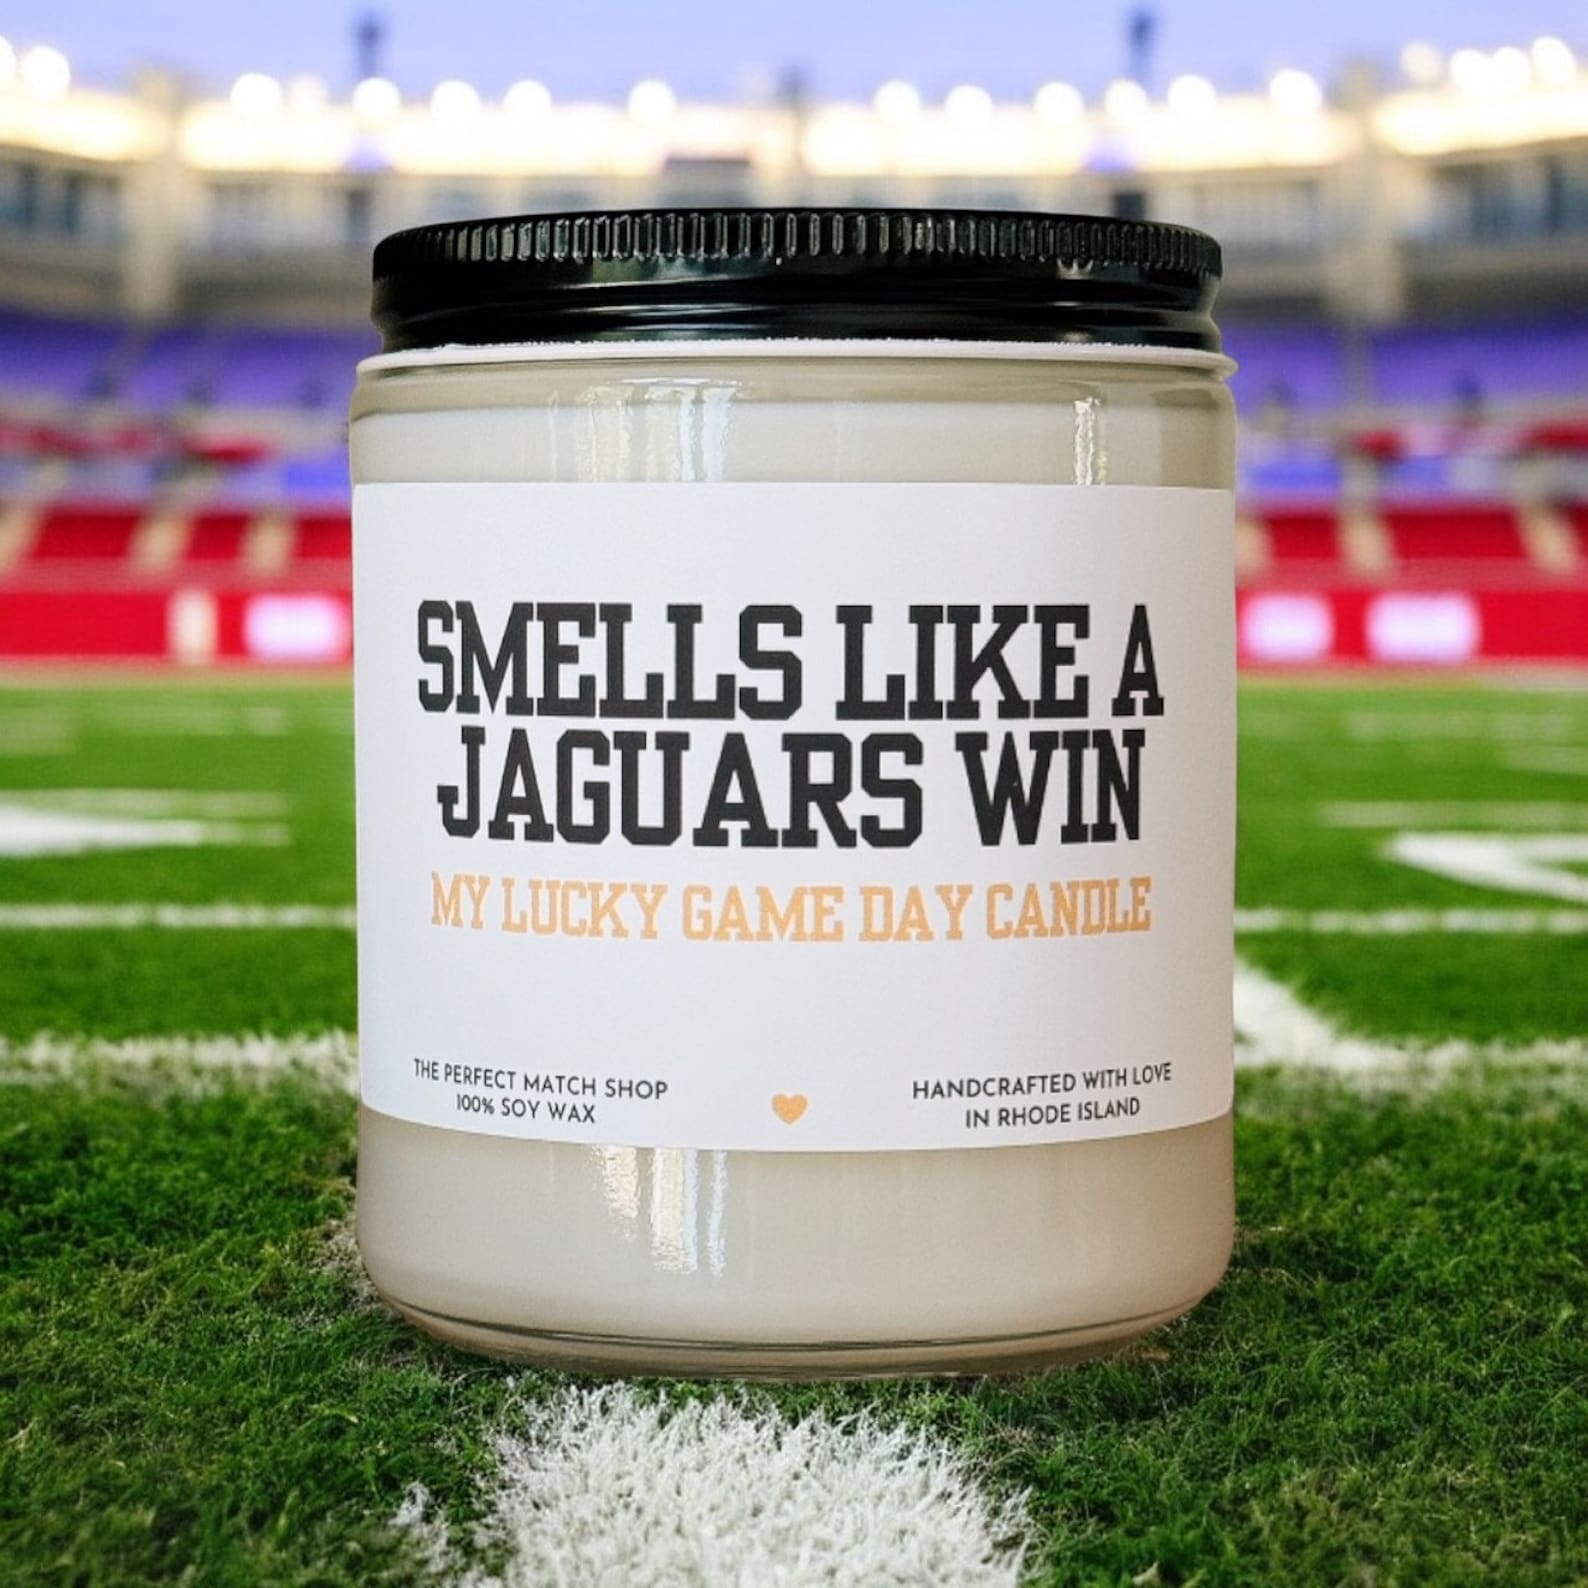 SMELLS LIKE A
JAGUARS WIN
MY LUCKY GAME DAY CANDLE
THE PERFECT MATCH SHOP
100% SOY WAX
HANDCRAFTED WITH LOVE
IN RHODE ISLAND